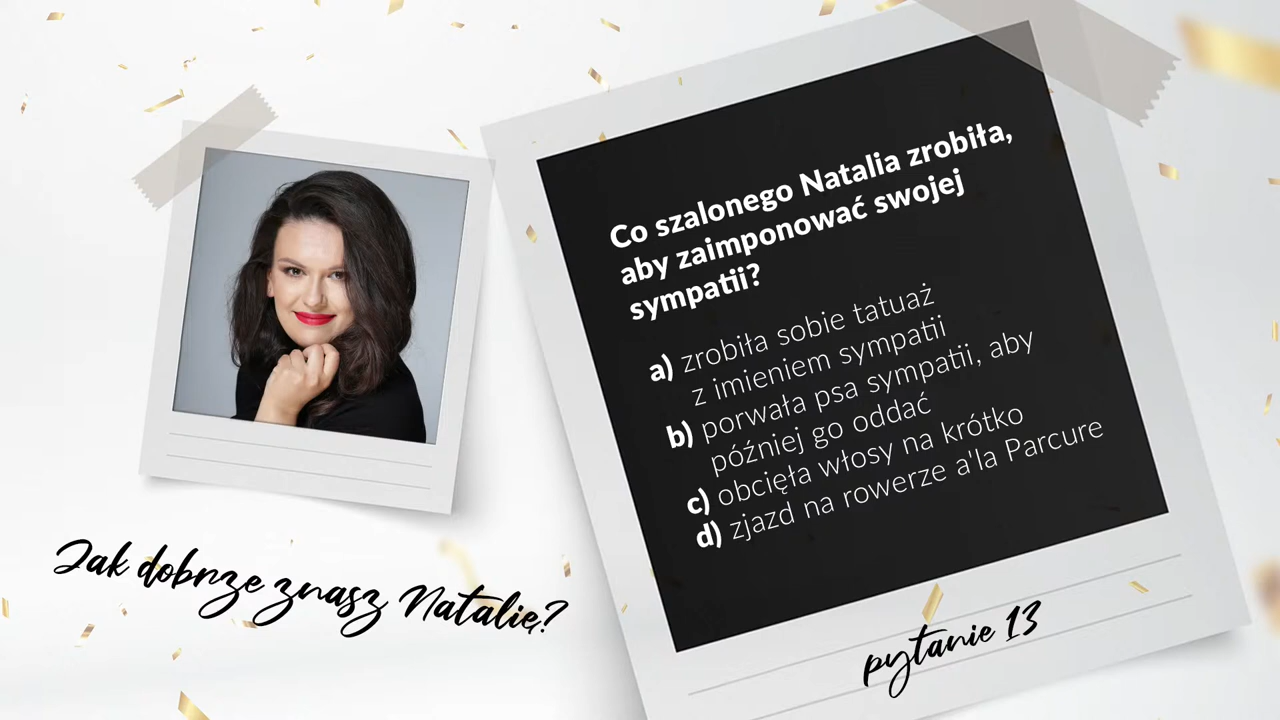 Co szalonego Natalia zrobiła,
aby zaimponować swojej
sympatii?
a) zrobiła sobie tatuaż
z imieniem sympatii
b) porwała psa sympatii, aby
później go oddać
c) obcięła włosy na krótko
d) zjazd na rowerze a'la Parcure
Jak dobrze znasz Natalię?
pytanie 13